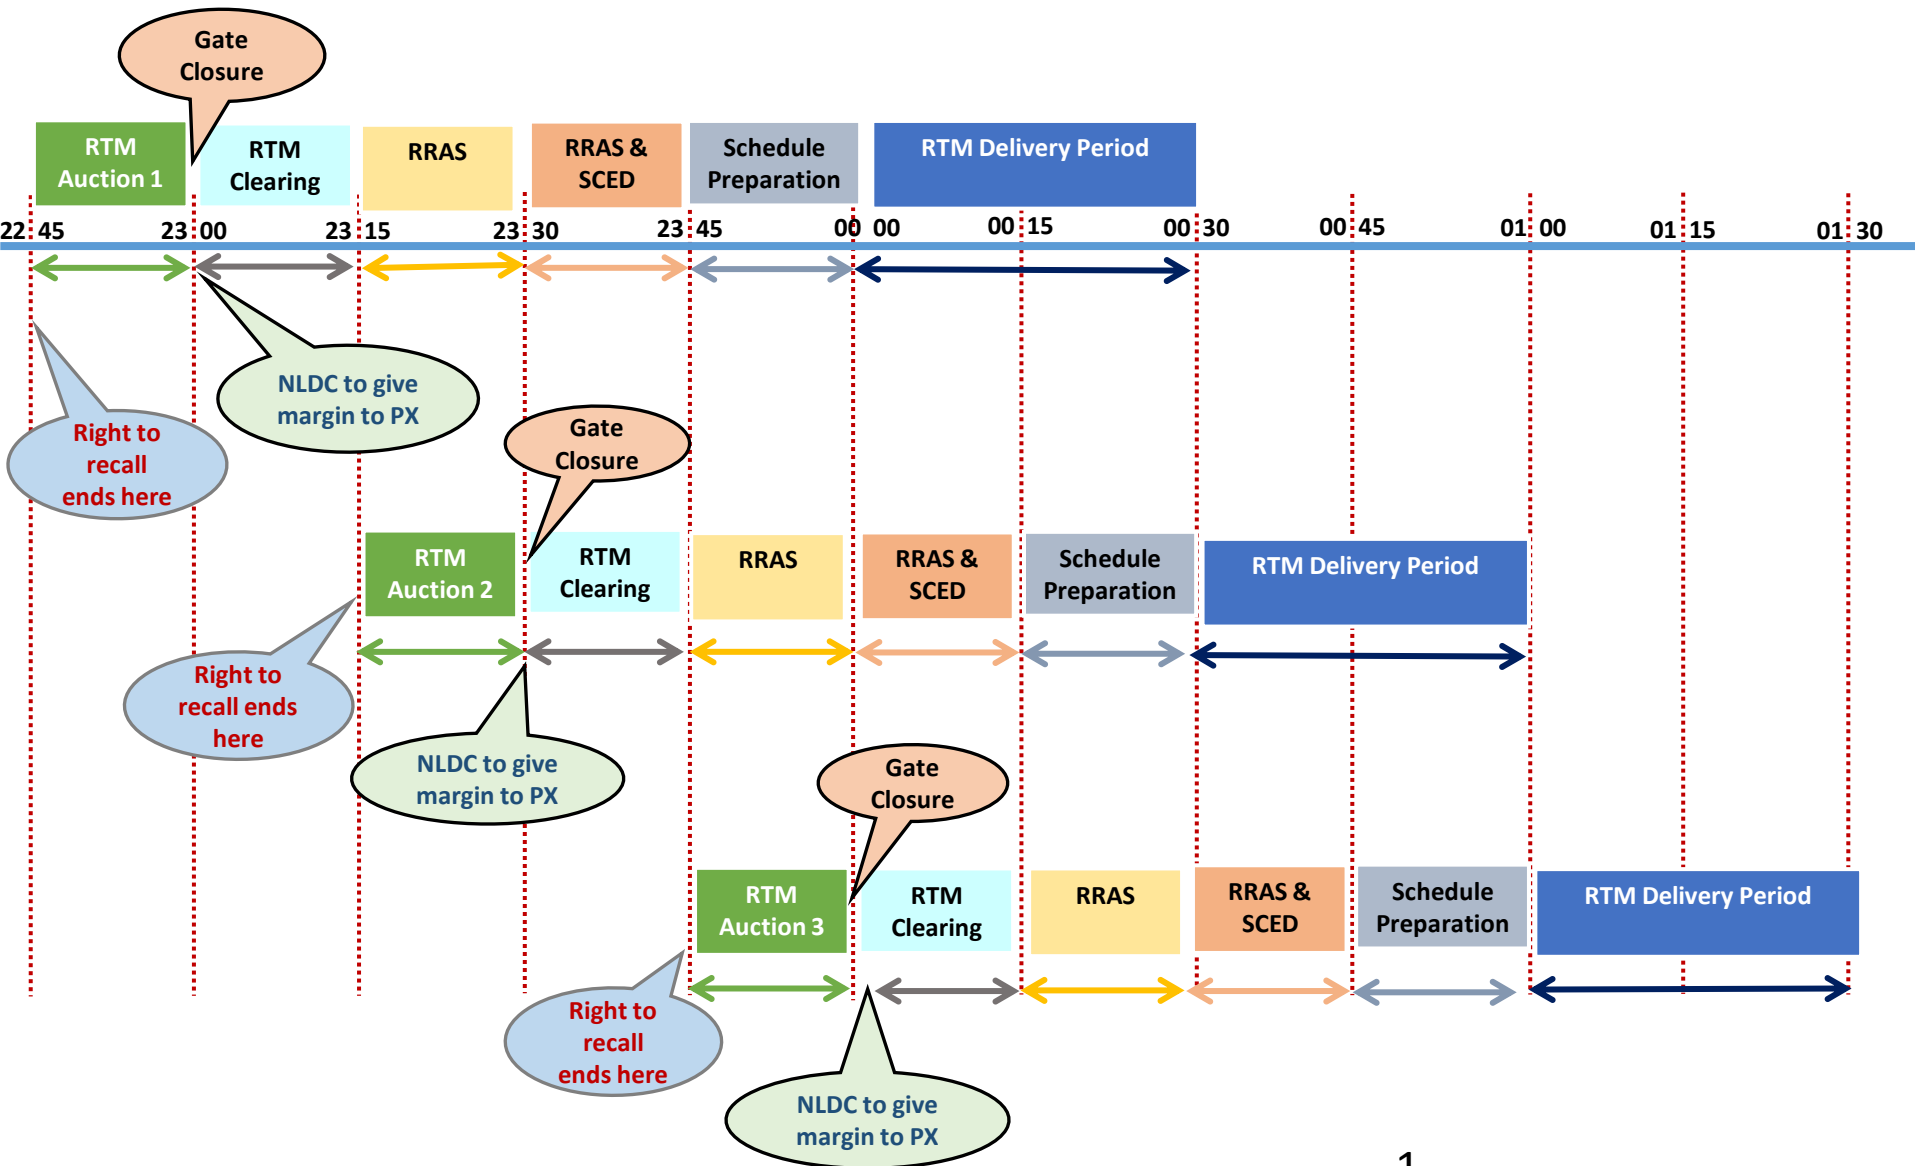 Gate
Closure
RTM
Auction 1
RTM
Clearing
RRAS
RRAS &
SCED
Schedule
Preparation
RTM Delivery Period
22 45
23 00
23 15
23 30
23 45
00 00
00 15
00 30
00 45
01 00
01 15
01 30
NLDC to give
margin to PX
Right to
recall
ends here
Gate
Closure
RTM
Auction 2
RTM
Clearing
RRAS
RRAS &
SCED
Schedule
Preparation
RTM Delivery Period
Right to
recall ends
here
NLDC to give
margin to PX
Gate
Closure
RTM
Auction 3
RTM
Clearing
RRAS
RRAS &
SCED
Schedule
Preparation
RTM Delivery Period
Right to
recall
ends here
NLDC to give
margin to PX
1